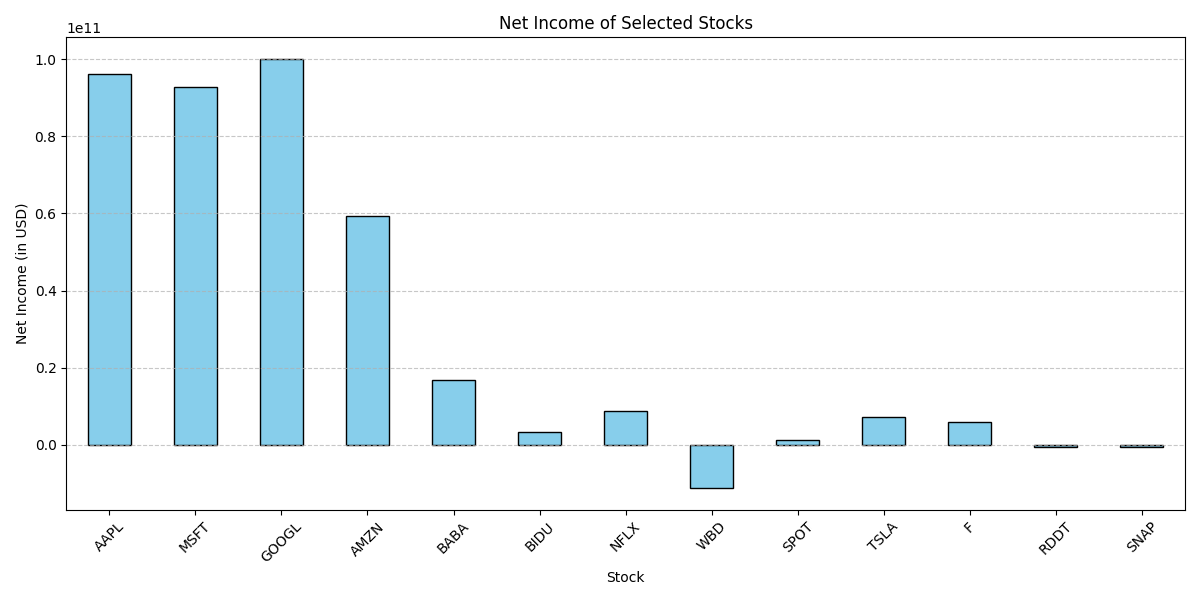 Net Income of Selected Stocks
1e11
1.0
0.8
0.6
0.4
0.2
0.0
Net Income (in USD)
AAPL
MSFT
GOOGL
AMZN
BABA
BIDU
NFLX
WBD
SPOT
TSLA
F
RDDT
SNAP
Stock